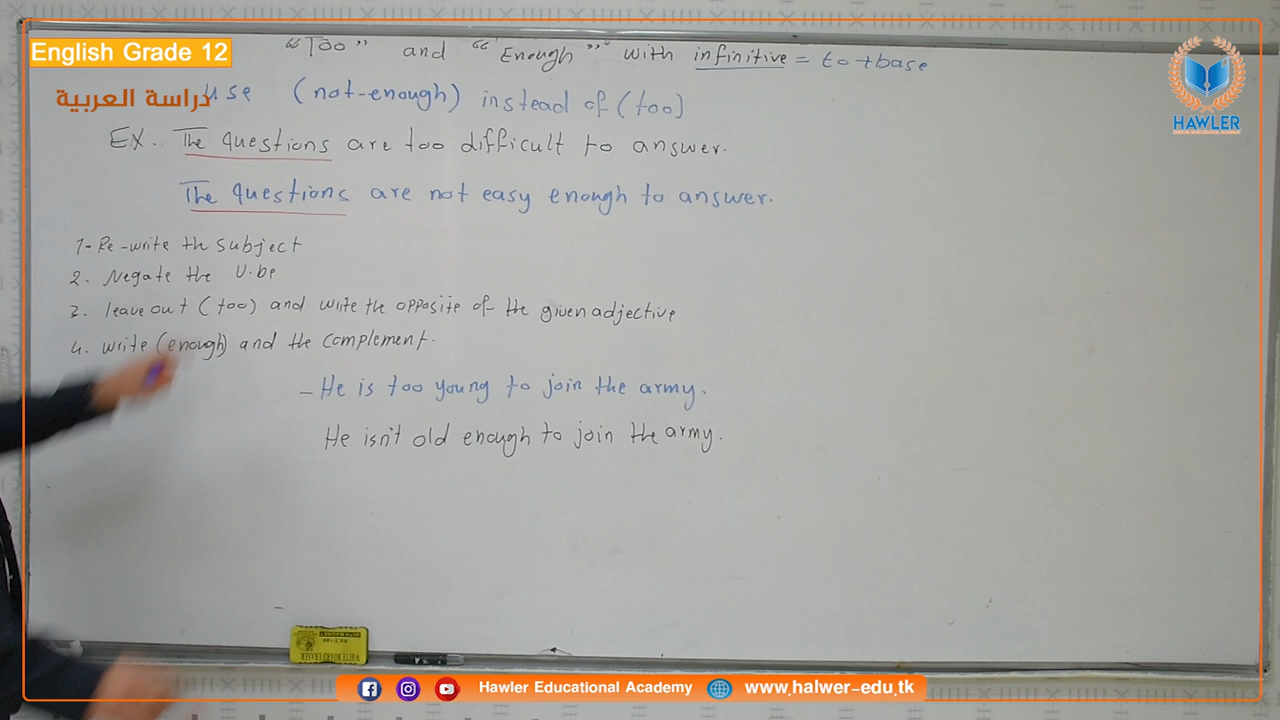 English Grade 12
"Too" and "Enough" with infinitive = to+base
دراسة العربية
use (not-enough) instead of (too)
HAWLER
EX. The questions are too difficult to answer.
The questions are not easy enough to answer.
1- Re-write th subject
2. Negate the V.be
3. leave out (too) and write the opposite of the given adjective
4. write (enough) and the complement.
– He is too young to join the army.
He isn't old enough to join the army.
WHITE BOARD ERASER
Hawler Educational Academy
www.halwer-edu.tk